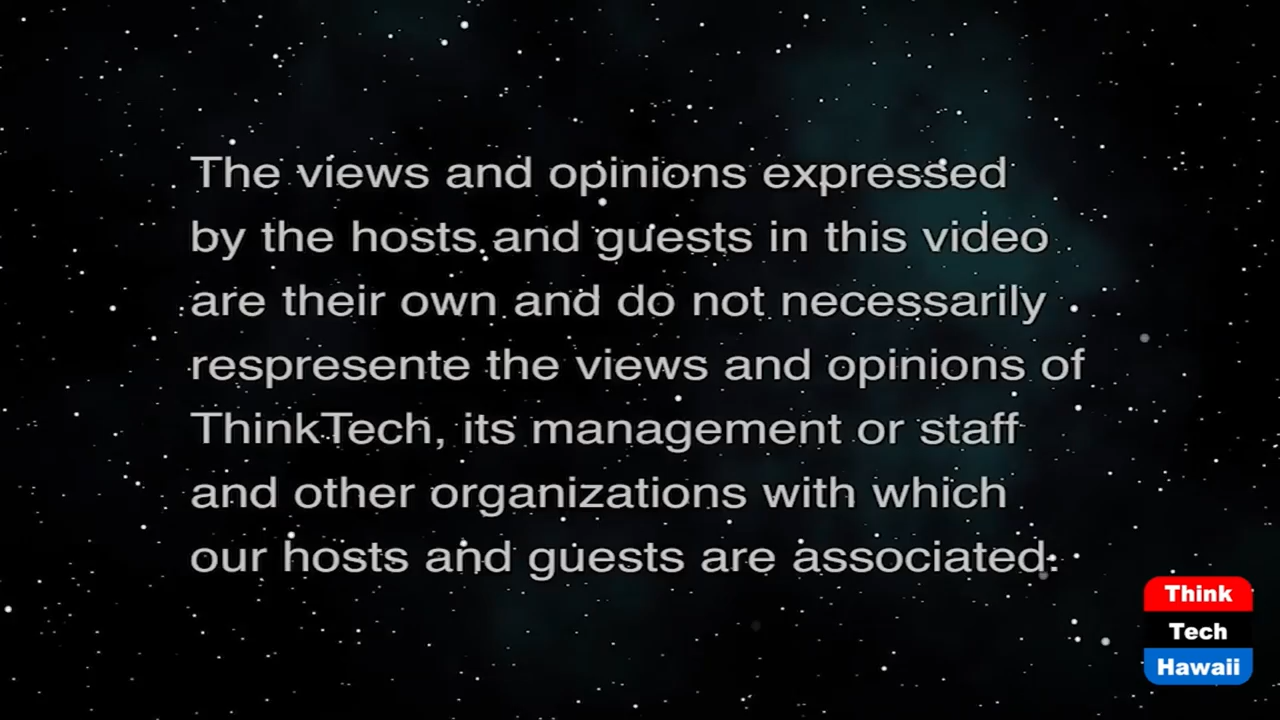 The views and opinions expressed
by the hosts and guests in this video
are their own and do not necessarily
respresente the views and opinions of
ThinkTech, its management or staff
and other organizations with which
our hosts and guests are associated.
Think
Tech
Hawaii